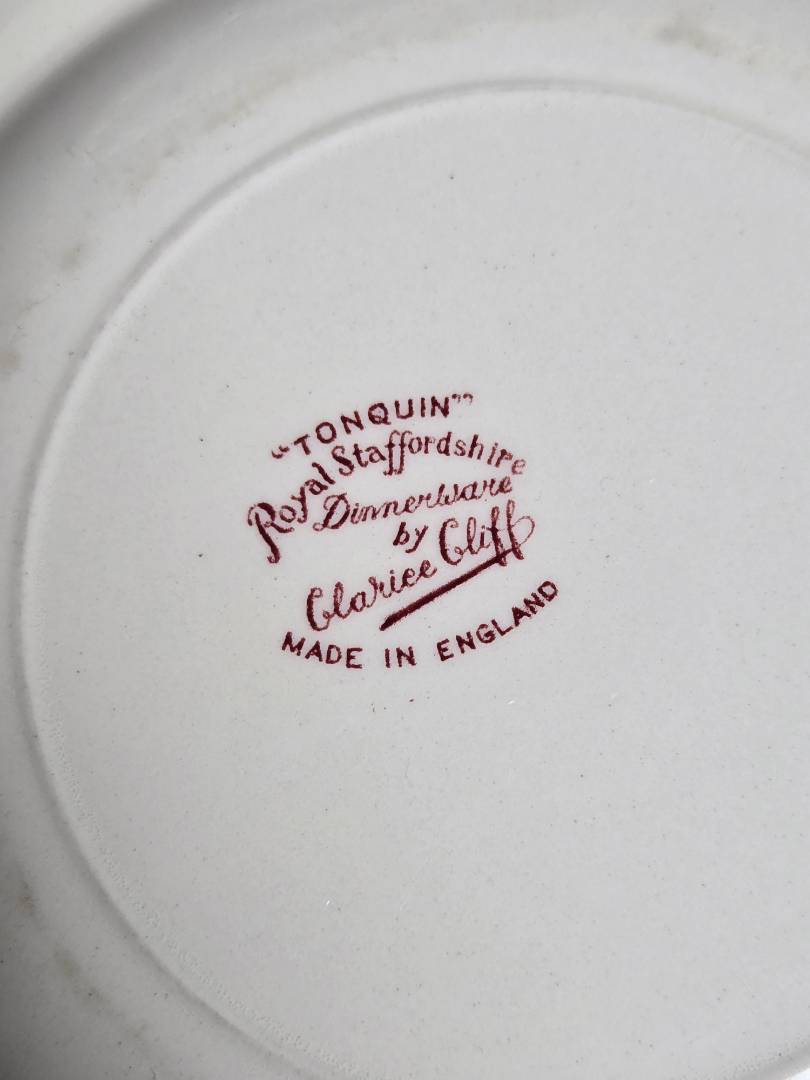 "TONQUIN"
Royal Staffordshire
Dinnerware
by
Clarice Cliff
MADE IN ENGLAND